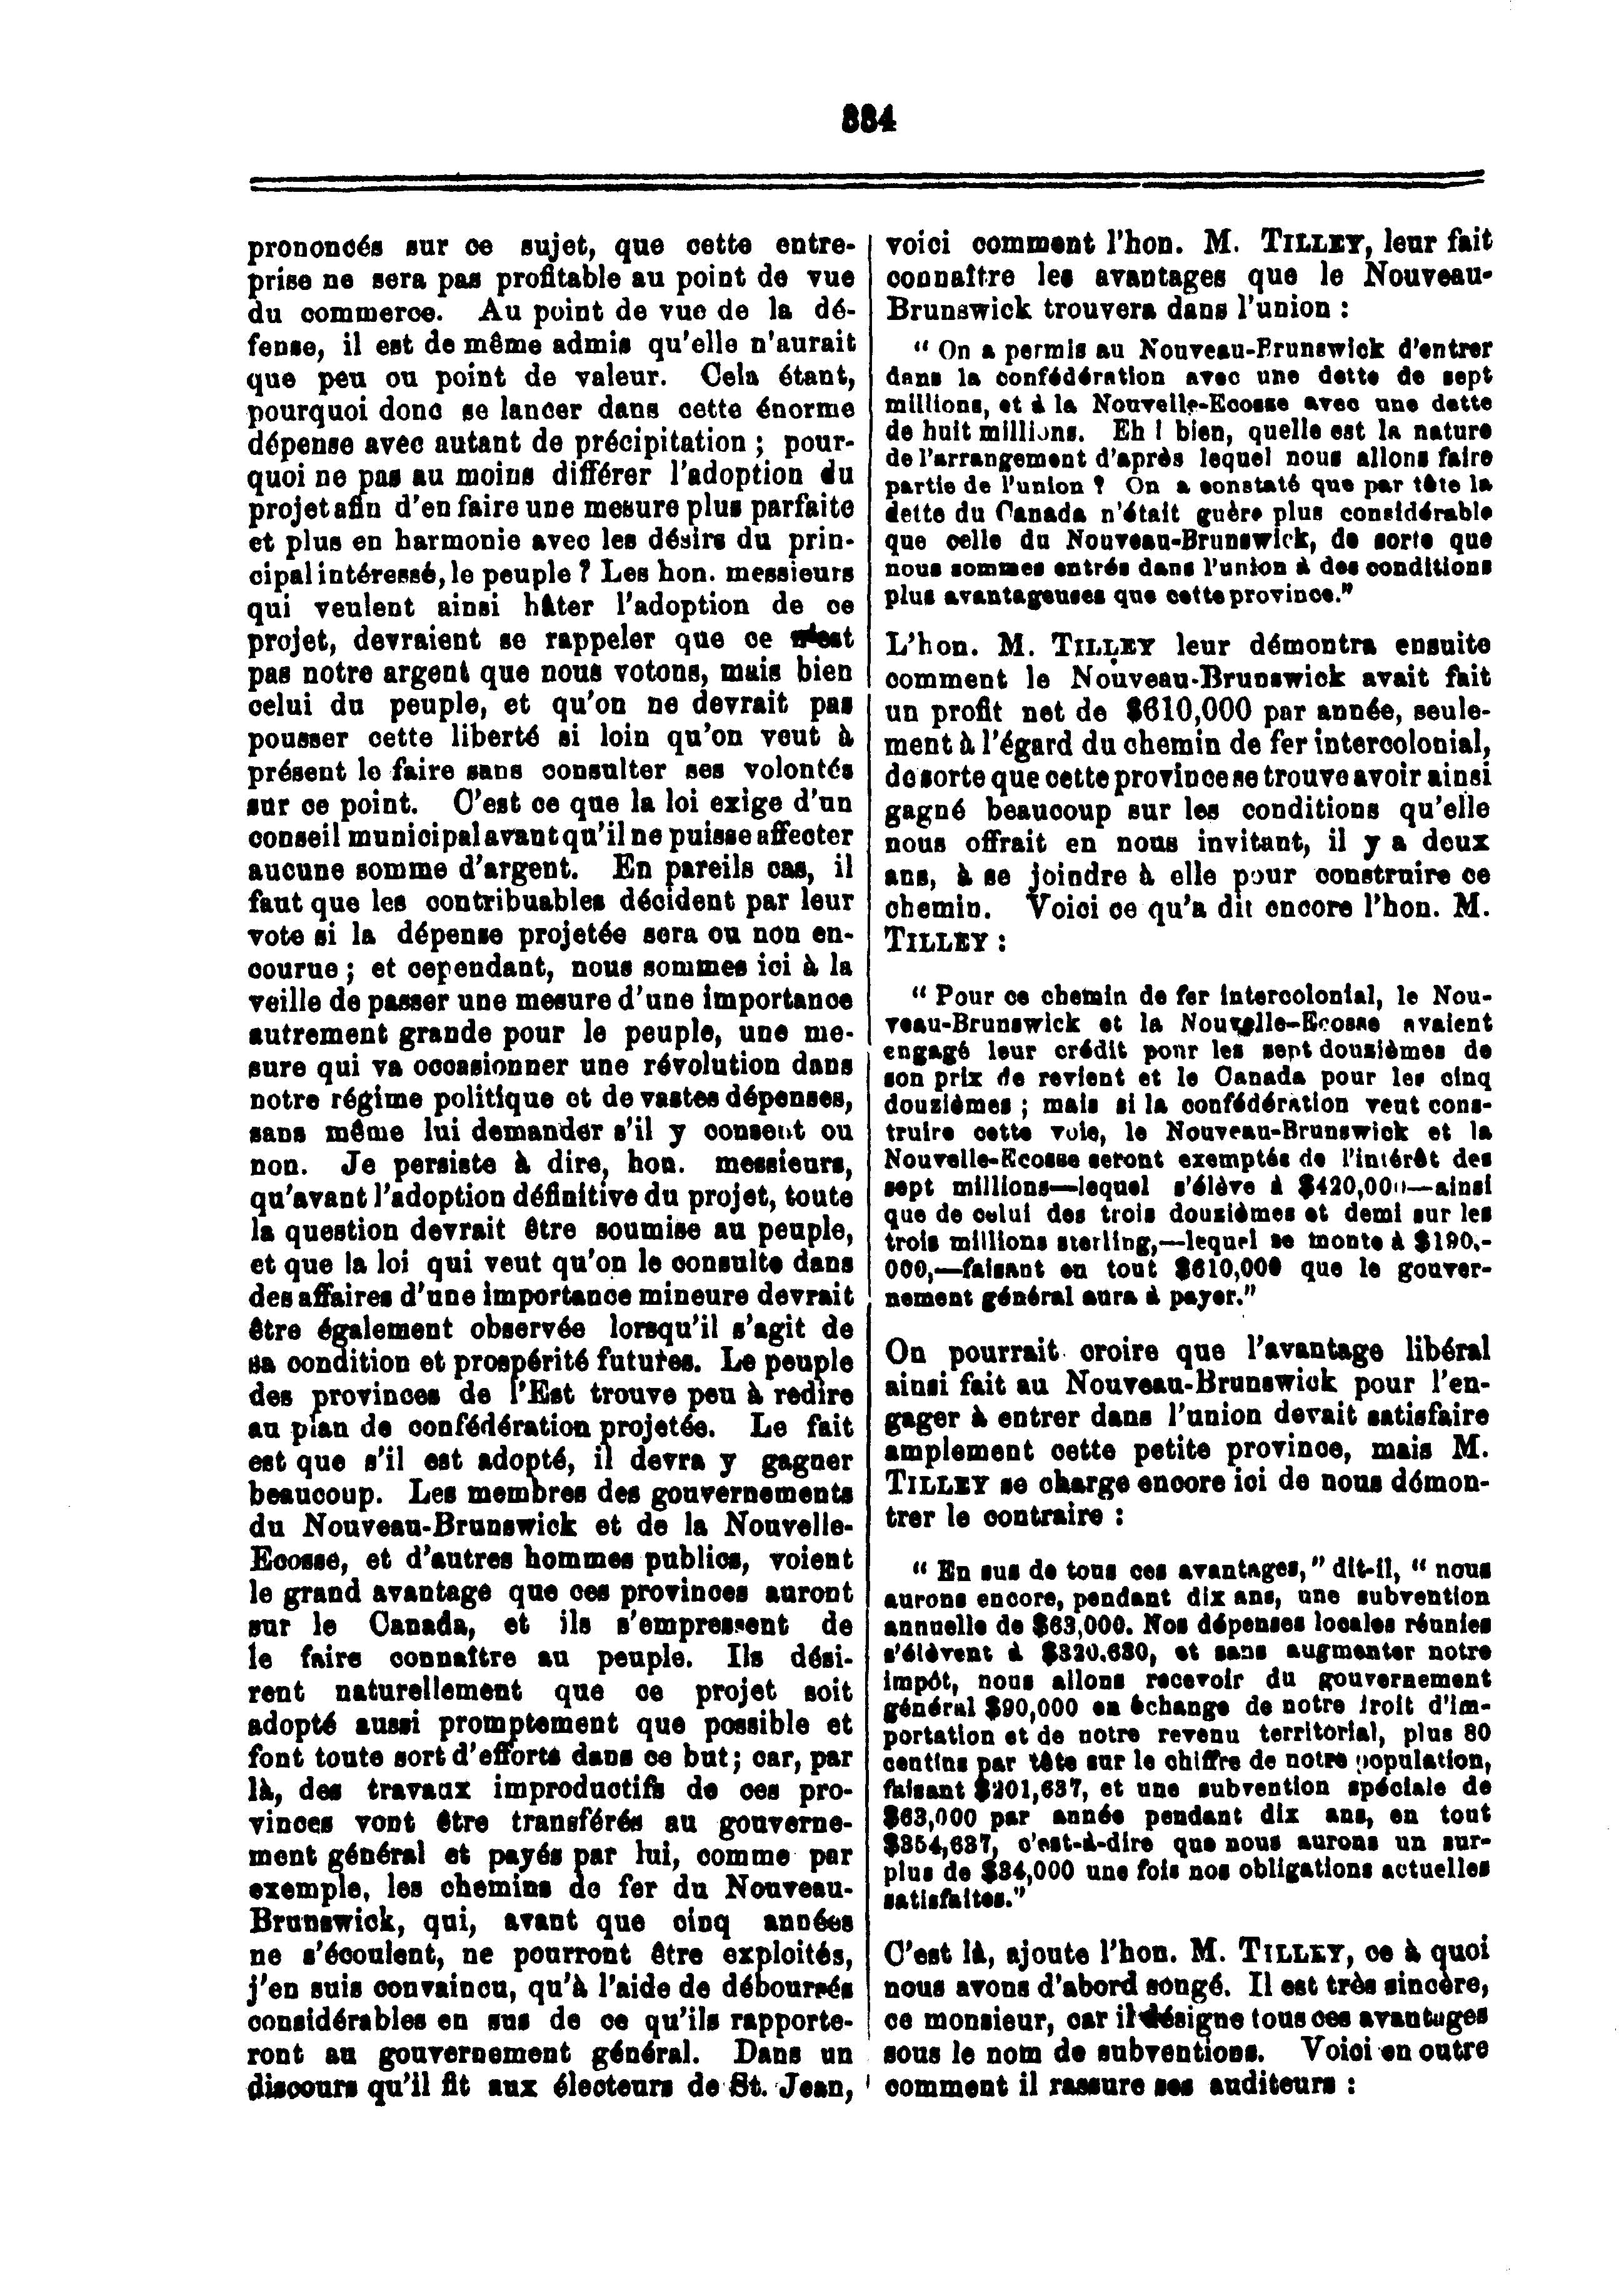 334
prononcés sur ce sujet, que cette entre-
prise ne sera pas profitable au point de vue
du commerce. Au point de vue de la dé-
fense, il est de même admis qu'elle n'aurait
que peu ou point de valeur. Cela étant,
pourquoi donc se lancer dans cette énorme
dépense avec autant de précipitation ; pour-
quoi ne pas au moins différer l'adoption du
projet afin d'en faire une mesure plus parfaite
et plus en harmonie avec les désirs du prin-
cipal intéressé, le peuple ? Les hon. messieurs
qui veulent ainsi hâter l'adoption de ce
projet, devraient se rappeler que ce n'est
pas notre argent que nous votons, mais bien
celui du peuple, et qu'on ne devrait pas
pousser cette liberté si loin qu'on veut à
présent le faire sans consulter ses volontés
sur ce point. C'est ce que la loi exige d'un
conseil municipal avant qu'il ne puisse affecter
aucune somme d'argent. En pareils cas, il
faut que les contribuables décident par leur
vote si la dépense projetée sera ou non en-
courue ; et cependant, nous sommes ici à la
veille de passer une mesure d'une importance
autrement grande pour le peuple, une me-
sure qui va occasionner une révolution dans
notre régime politique et de vastes dépenses,
sans même lui demander s'il y consent ou
non. Je persiste à dire, hon. messieurs,
qu'avant l'adoption définitive du projet, toute
la question devrait être soumise au peuple,
et que la loi qui veut qu'on le consulte dans
des affaires d'une importance mineure devrait
être également observée lorsqu'il s'agit de
sa condition et prospérité futures. Le peuple
des provinces de l'Est trouve peu à redire
au plan de confédération projetée. Le fait
est que s'il est adopté, il devra y gagner
beaucoup. Les membres des gouvernements
du Nouveau-Brunswick et de la Nouvelle-
Ecosse, et d'autres hommes publics, voient
le grand avantage que ces provinces auront
sur le Canada, et ils s'empressent de
le faire connaître au peuple. Ils dési-
rent naturellement que ce projet soit
adopté aussi promptement que possible et
font toute sort d'efforts dans ce but; car, par
là, des travaux improductifs de ces pro-
vinces vont être transférés au gouverne-
ment général et payés par lui, comme par
exemple, les chemins de fer du Nouveau-
Brunswick, qui, avant que cinq années
ne s'écoulent, ne pourront être exploités,
j'en suis convaincu, qu'à l'aide de déboursés
considérables en sus de ce qu'ils rapporte-
ront au gouvernement général. Dans un
discours qu'il fit aux électeurs de St. Jean,
voici comment l'hon. M. TILLEY, leur fait
connaître les avantages que le Nouveau-
Brunswick trouvera dans l'union :
“ On a permis au Nouveau-Brunswick d'entrer
dans la confédération avec une dette de sept
millions, et à la Nouvelle-Ecosse avec une dette
de huit millions. Eh ! bien, quelle est la nature
de l'arrangement d'après lequel nous allons faire
partie de l'union ? On a constaté que par tête la
dette du Canada n'était guère plus considérable
que celle du Nouveau-Brunswick, de sorte que
nous sommes entrés dans l'union à des conditions
plus avantageuses que cette province.”
L'hon. M. TILLEY leur démontra ensuite
comment le Nouveau-Brunswick avait fait
un profit net de $610,000 par année, seule-
ment à l'égard du chemin de fer intercolonial,
de sorte que cette province se trouve avoir ainsi
gagné beaucoup sur les conditions qu'elle
nous offrait en nous invitant, il y a deux
ans, à se joindre à elle pour construire ce
chemin. Voici ce qu'a dit encore l'hon. M.
TILLEY :
“ Pour ce chemin de fer intercolonial, le Nou-
veau-Brunswick et la Nouvelle-Ecosse avaient
engagé leur crédit pour les sept douzièmes de
son prix de revient et le Canada pour les cinq
douzièmes ; mais si la confédération veut cons-
truire cette voie, le Nouveau-Brunswick et la
Nouvelle-Ecosse seront exemptés de l'intérêt des
sept millions—lequel s'élève à $420,000—ainsi
que de celui des trois douzièmes et demi sur les
trois millions sterling,—lequel se monte à $190,-
000,—faisant en tout $610,000 que le gouver-
nement général aura à payer.”
On pourrait croire que l'avantage libéral
ainsi fait au Nouveau-Brunswick pour l'en-
gager à entrer dans l'union devait satisfaire
amplement cette petite province, mais M.
TILLEY se charge encore ici de nous démon-
trer le contraire :
“ En sus de tous ces avantages,” dit-il, “ nous
aurons encore, pendant dix ans, une subvention
annuelle de $63,000. Nos dépenses locales réunies
s'élèvent à $320,630, et sans augmenter notre
impôt, nous allons recevoir du gouvernement
général $90,000 en échange de notre droit d'im-
portation et de notre revenu territorial, plus 80
centins par tête sur le chiffre de notre population,
faisant $201,637, et une subvention spéciale de
$63,000 par année pendant dix ans, en tout
$354,637, c'est-à-dire que nous aurons un sur-
plus de $34,000 une fois nos obligations actuelles
satisfaites.”
C'est là, ajoute l'hon. M. TILLEY, ce à quoi
nous avons d'abord songé. Il est très sincère,
ce monsieur, car il désigne tous ces avantages
sous le nom de subventions. Voici en outre
comment il rassure ses auditeurs :